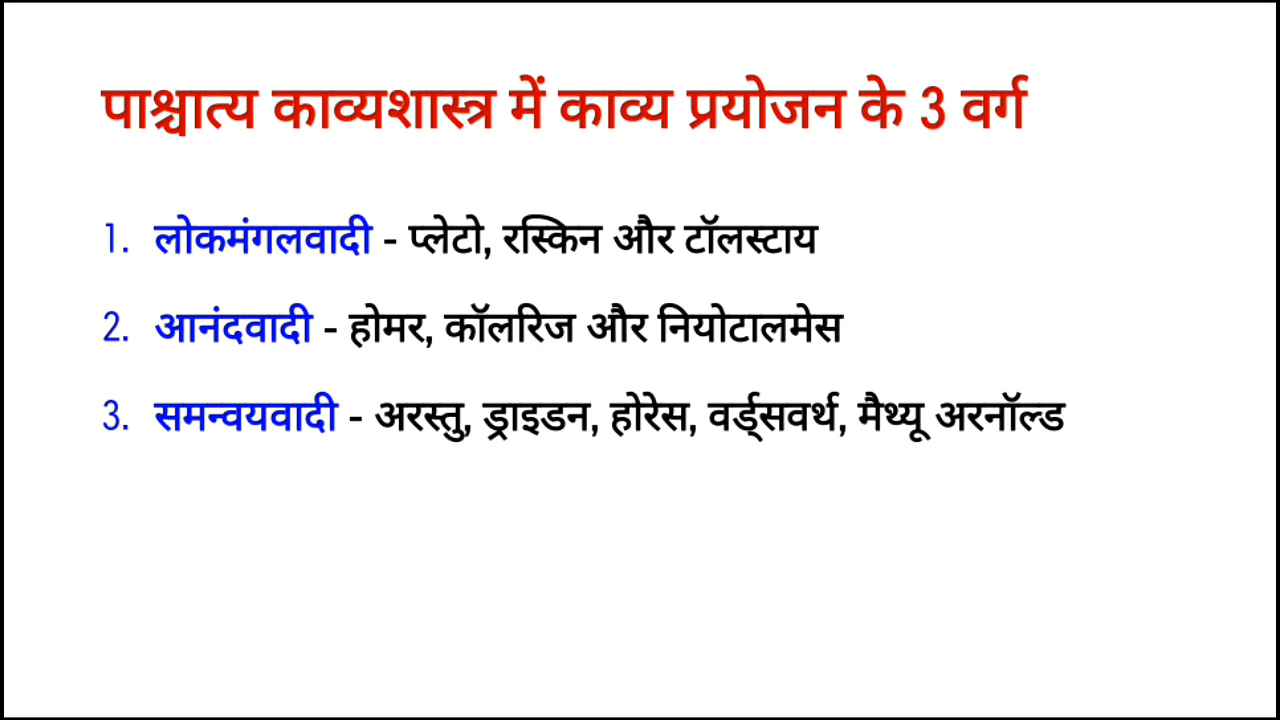 पाश्चात्य काव्यशास्त्र में काव्य प्रयोजन के 3 वर्ग
1. लोकमंगलवादी - प्लेटो, रस्किन और टॉलस्टाय
2. आनंदवादी - होमर, कॉलरिज और नियोटालमेस
3. समन्वयवादी - अरस्तु, ड्राइडन, होरेस, वर्ड्सवर्थ, मैथ्यू अरनॉल्ड